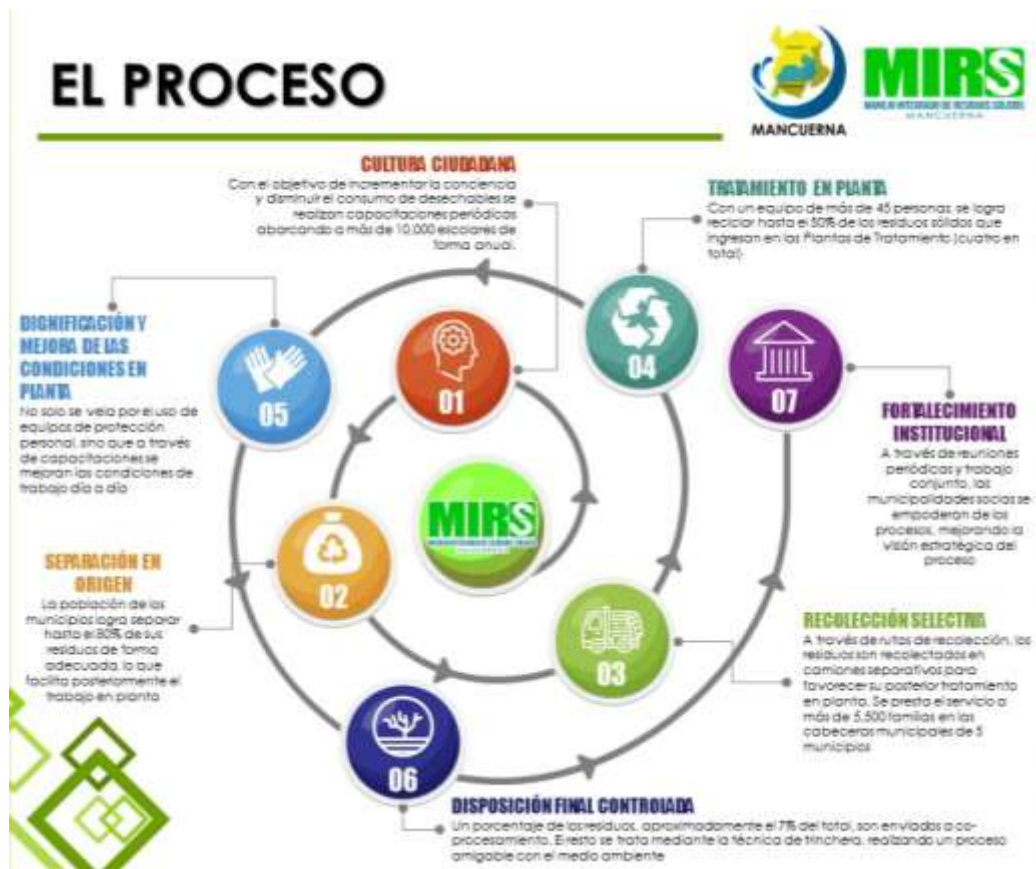 EL PROCESO
MANCUERNA
MIRS
MANEJO INTEGRADO DE RESIDUOS SÓLIDOS
MANCUERNA
CULTURA CIUDADANA
Con el objetivo de incrementar la conciencia
y disminuir el consumo de desechables se
realizan capacitaciones periódicas
abarcando a más de 10,000 escolares de
forma anual.
01
SEPARACIÓN EN
ORIGEN
La población de los
municipios logra separar
hasta el 80% de sus
residuos de forma
adecuada, lo que
facilita posteriormente el
trabajo en planta
02
RECOLECCIÓN SELECTIVA
A través de rutas de recolección, los
residuos son recolectados en
camiones separativos para
favorecer su posterior tratamiento
en planta. Se presta el servicio a
más de 5,500 familias en las
cabeceras municipales de 5
municipios
03
TRATAMIENTO EN PLANTA
Con un equipo de más de 45 personas, se logra
reciclar hasta el 50% de los residuos sólidos que
ingresan en las Plantas de Tratamiento (cuatro en
total)
04
DIGNIFICACIÓN Y
MEJORA DE LAS
CONDICIONES EN
PLANTA
No solo se vela por el uso de
equipos de protección
personal, sino que a través
de capacitaciones se
mejoran las condiciones de
trabajo día a día
05
DISPOSICIÓN FINAL CONTROLADA
Un porcentaje de los residuos, aproximadamente el 7% del total, son enviados a co-
procesamiento. El resto se trata mediante la técnica de trinchera, realizando un proceso
amigable con el medio ambiente
06
FORTALECIMIENTO
INSTITUCIONAL
A través de reuniones
periódicas y trabajo
conjunto, las
municipalidades socias se
empoderan de los
procesos, mejorando la
visión estratégica del
proceso
07
MIRS